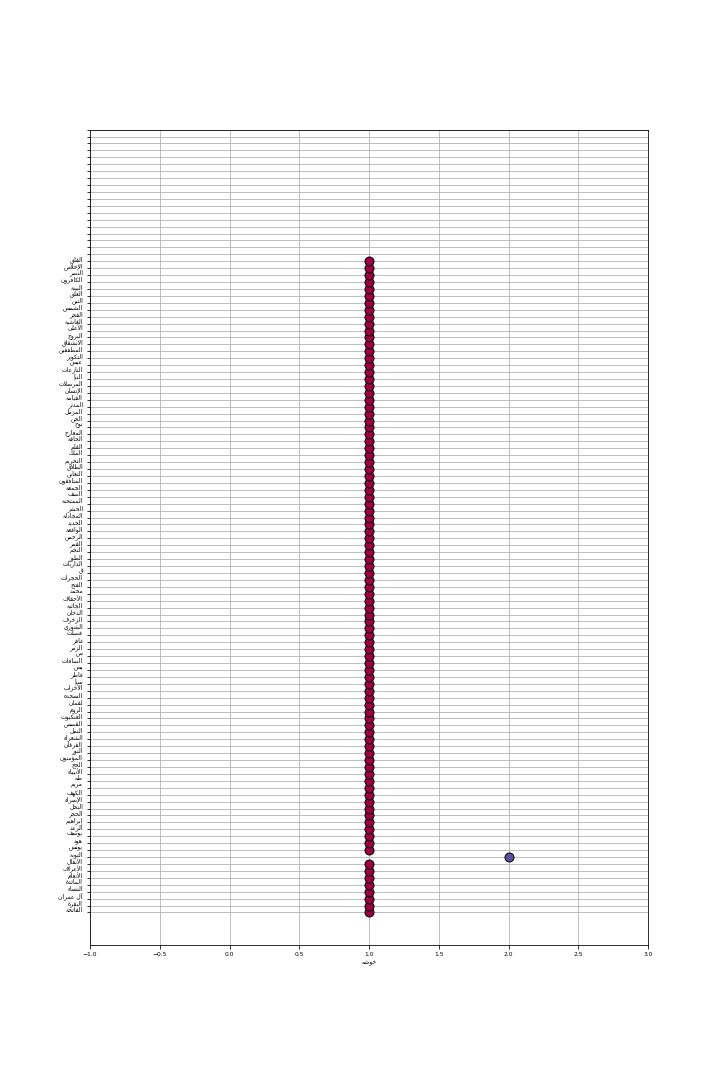 الفلق
الإخلاص
النصر
الكافرون
البينة
العلق
التين
الشمس
الفجر
الغاشية
الأعلى
البروج
الانشقاق
المطففين
التكوير
عبس
النازعات
النبأ
المرسلات
الإنسان
القيامة
المدثر
المزمل
الجن
نوح
المعارج
الحاقة
القلم
الملك
التحريم
الطلاق
التغابن
المنافقون
الجمعة
الصف
الممتحنة
الحشر
المجادلة
الحديد
الواقعة
الرحمن
القمر
النجم
الطور
الذاريات
ق
الحجرات
الفتح
محمد
الأحقاف
الجاثية
الدخان
الزخرف
الشورى
فصلت
غافر
الزمر
ص
الصافات
يس
فاطر
سبأ
الأحزاب
السجدة
لقمان
الروم
العنكبوت
القصص
النمل
الشعراء
الفرقان
النور
المؤمنون
الحج
الأنبياء
طه
مريم
الكهف
الإسراء
النحل
الحجر
إبراهيم
الرعد
يوسف
هود
يونس
التوبة
الأنفال
الأعراف
الأنعام
المائدة
النساء
آل عمران
البقرة
الفاتحة
−1.0 −0.5 0.0 0.5 1.0 1.5 2.0 2.5 3.0
خوشه